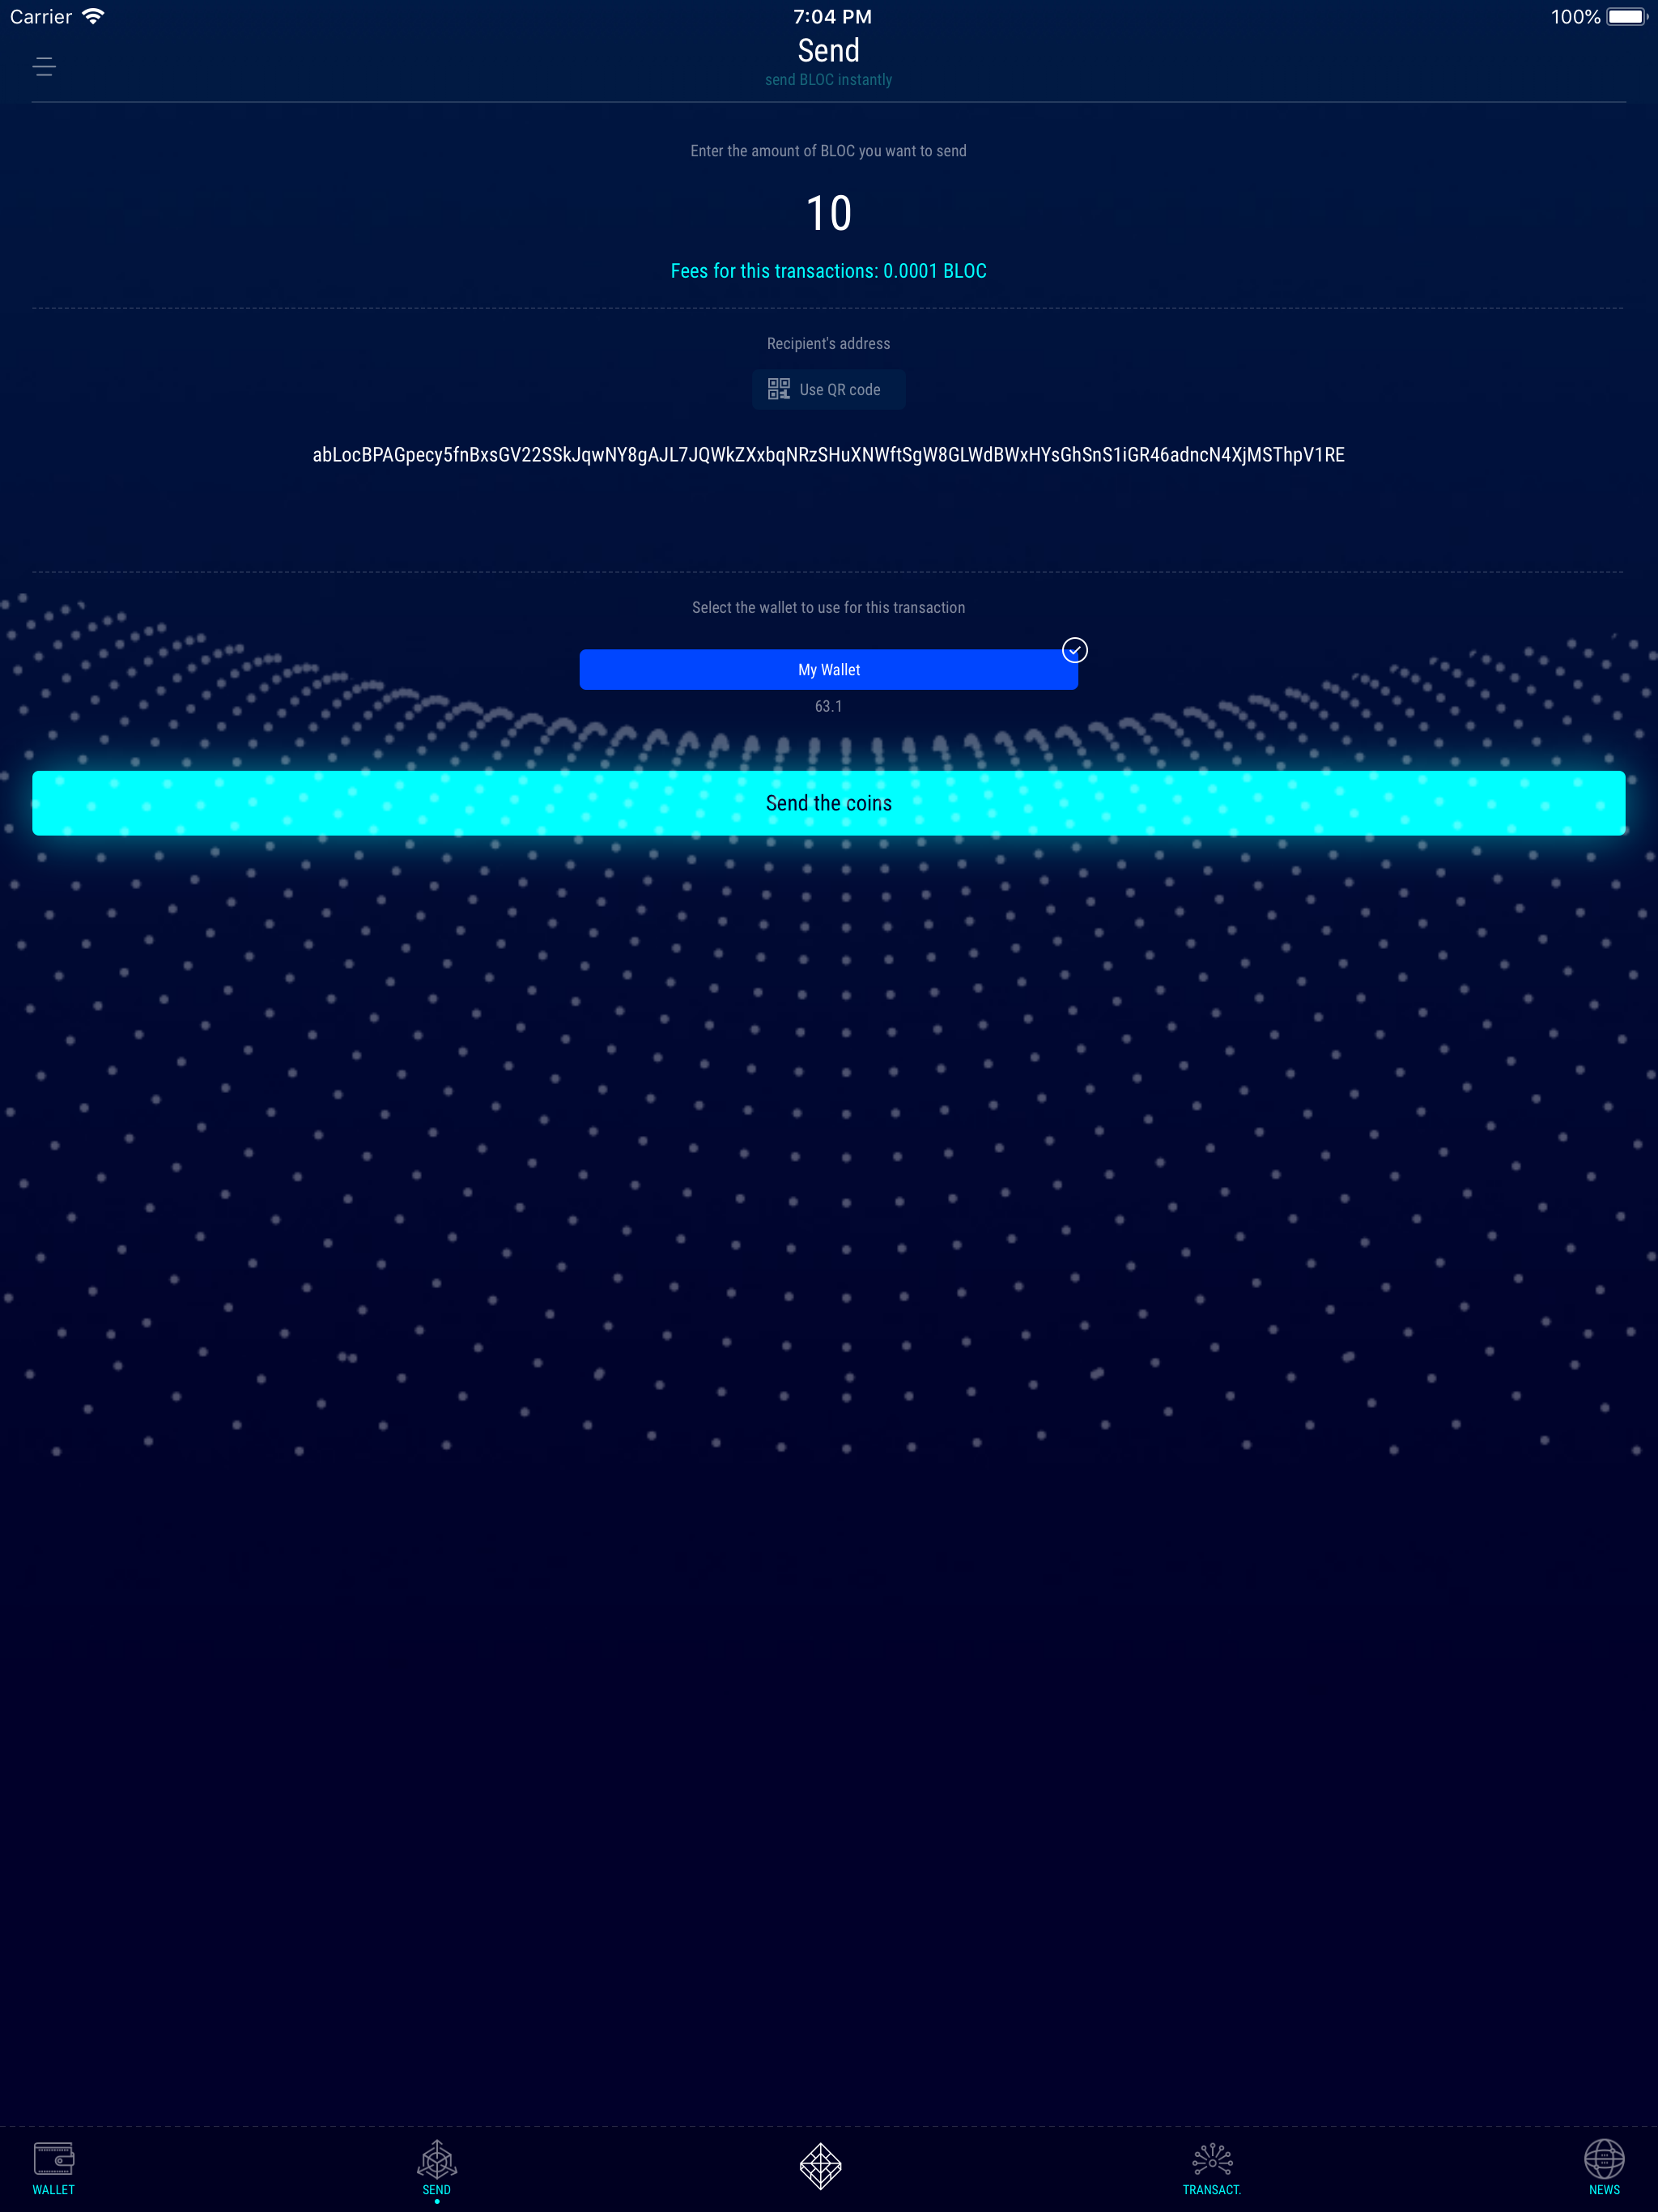 Carrier 7:04 PM 100%
Send
send BLOC instantly
Enter the amount of BLOC you want to send
10
Fees for this transactions: 0.0001 BLOC
Recipient's address
Use QR code
abLocBPAGpecy5fnBxsGV22SSkJqwNY8gAJL7JQWkZXxbqNRzSHuXNWftSgW8GLWdBWxHYsGhSnS1iGR46adncN4XjMSThpV1RE
Select the wallet to use for this transaction
My Wallet
63.1
Send the coins
WALLET SEND TRANSACT. NEWS